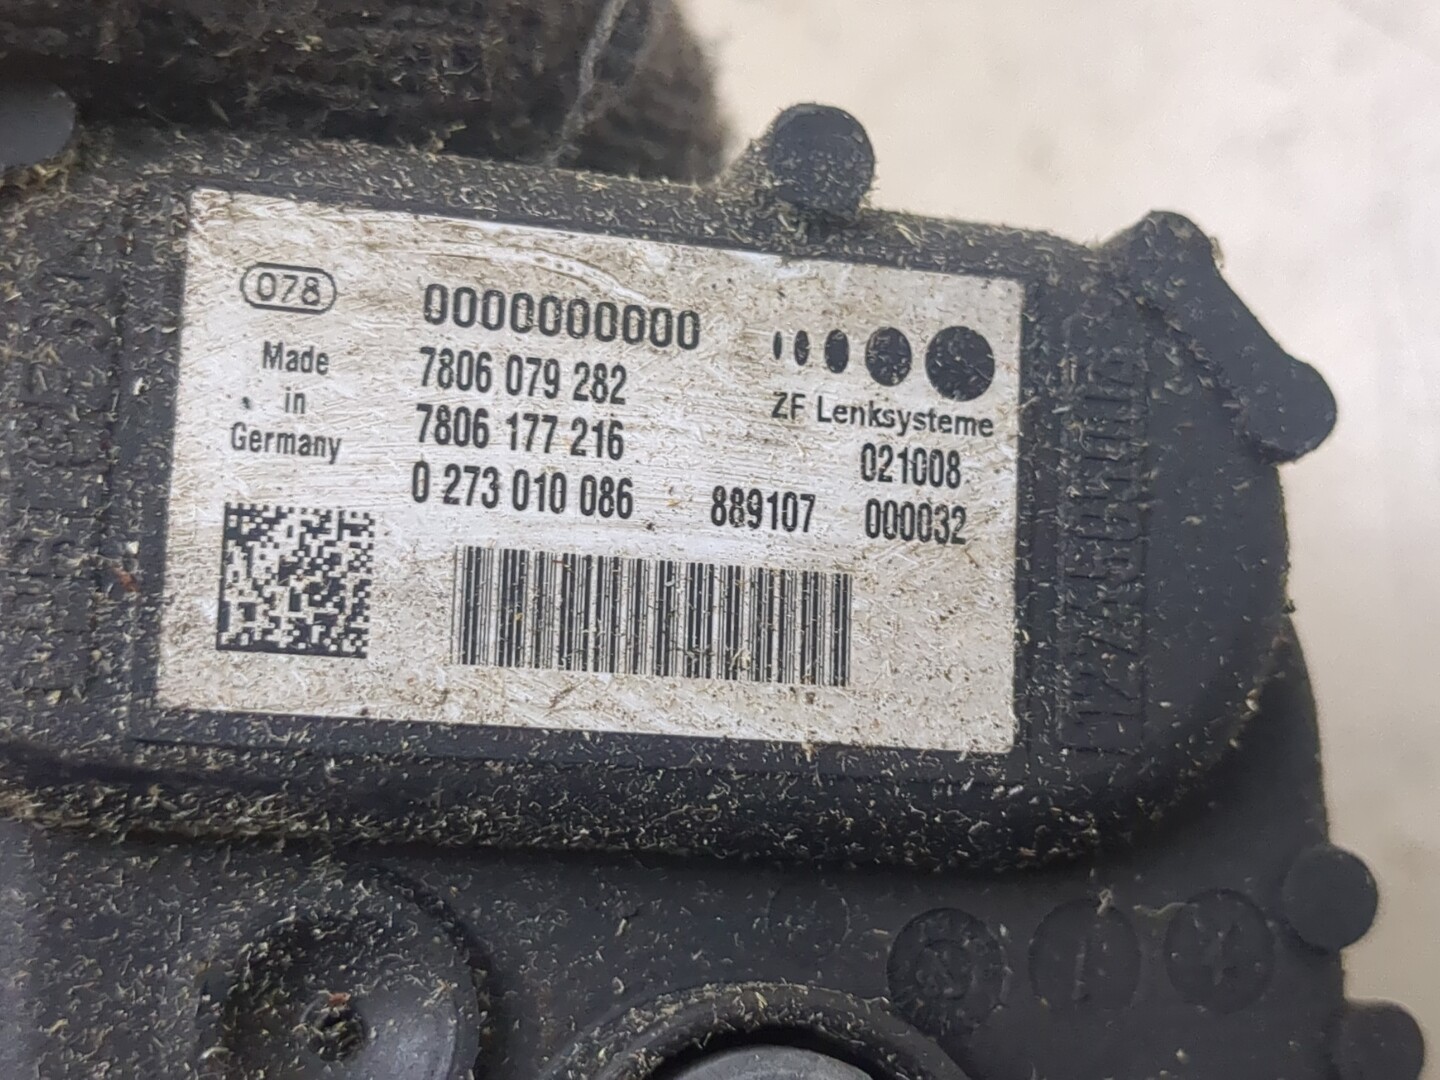 078
Made
in
Germany
0000000000
7806 079 282
7806 177 216
0 273 010 086
889107
ZF Lenksysteme
021008
000032